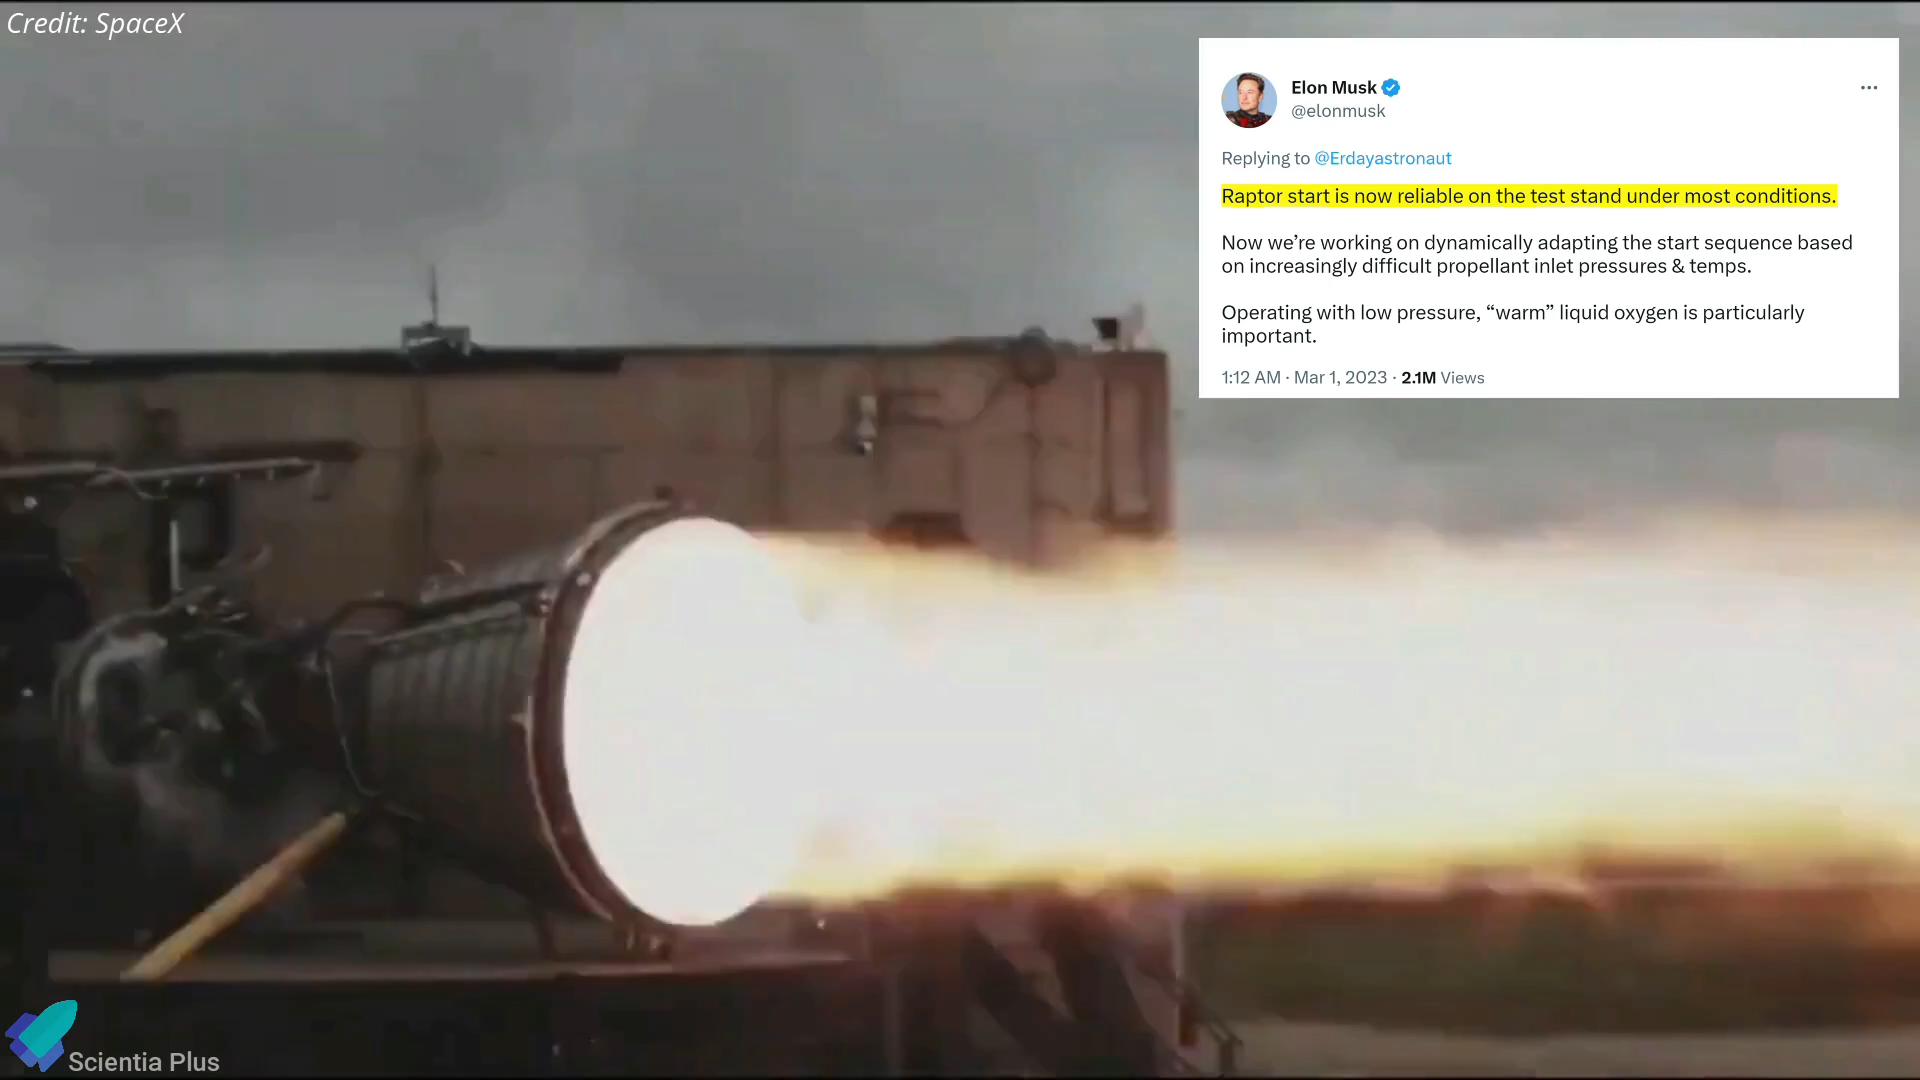 Credit: SpaceX
Elon Musk
@elonmusk
Replying to @Erdayastronaut
Raptor start is now reliable on the test stand under most conditions.
Now we’re working on dynamically adapting the start sequence based
on increasingly difficult propellant inlet pressures & temps.
Operating with low pressure, “warm” liquid oxygen is particularly
important.
1:12 AM · Mar 1, 2023 · 2.1M Views
Scientia Plus